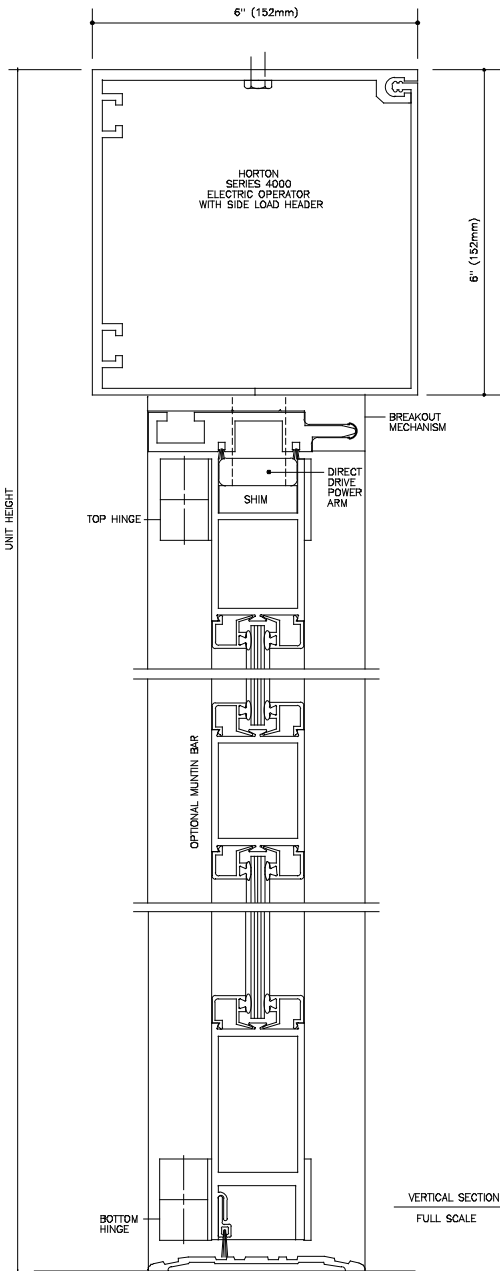 6" (152mm)
HORTON
SERIES 4000
ELECTRIC OPERATOR
WITH SIDE LOAD HEADER
6" (152mm)
BREAKOUT
MECHANISM
DIRECT
DRIVE
POWER
ARM
SHIM
TOP HINGE
UNIT HEIGHT
OPTIONAL MUNTIN BAR
BOTTOM
HINGE
VERTICAL SECTION
FULL SCALE